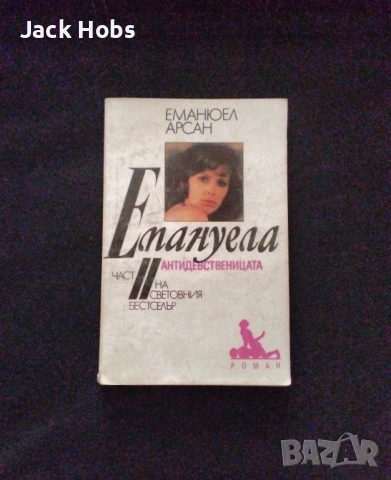 Jack Hobs
ЕМАНЮЕЛ
АРСАН
Емануела
АНТИДЕВСТВЕНИЦАТА
ЧАСТ II НА
СВЕТОВНИЯ
БЕСТСЕЛЪР
РОМАН
BAZAR